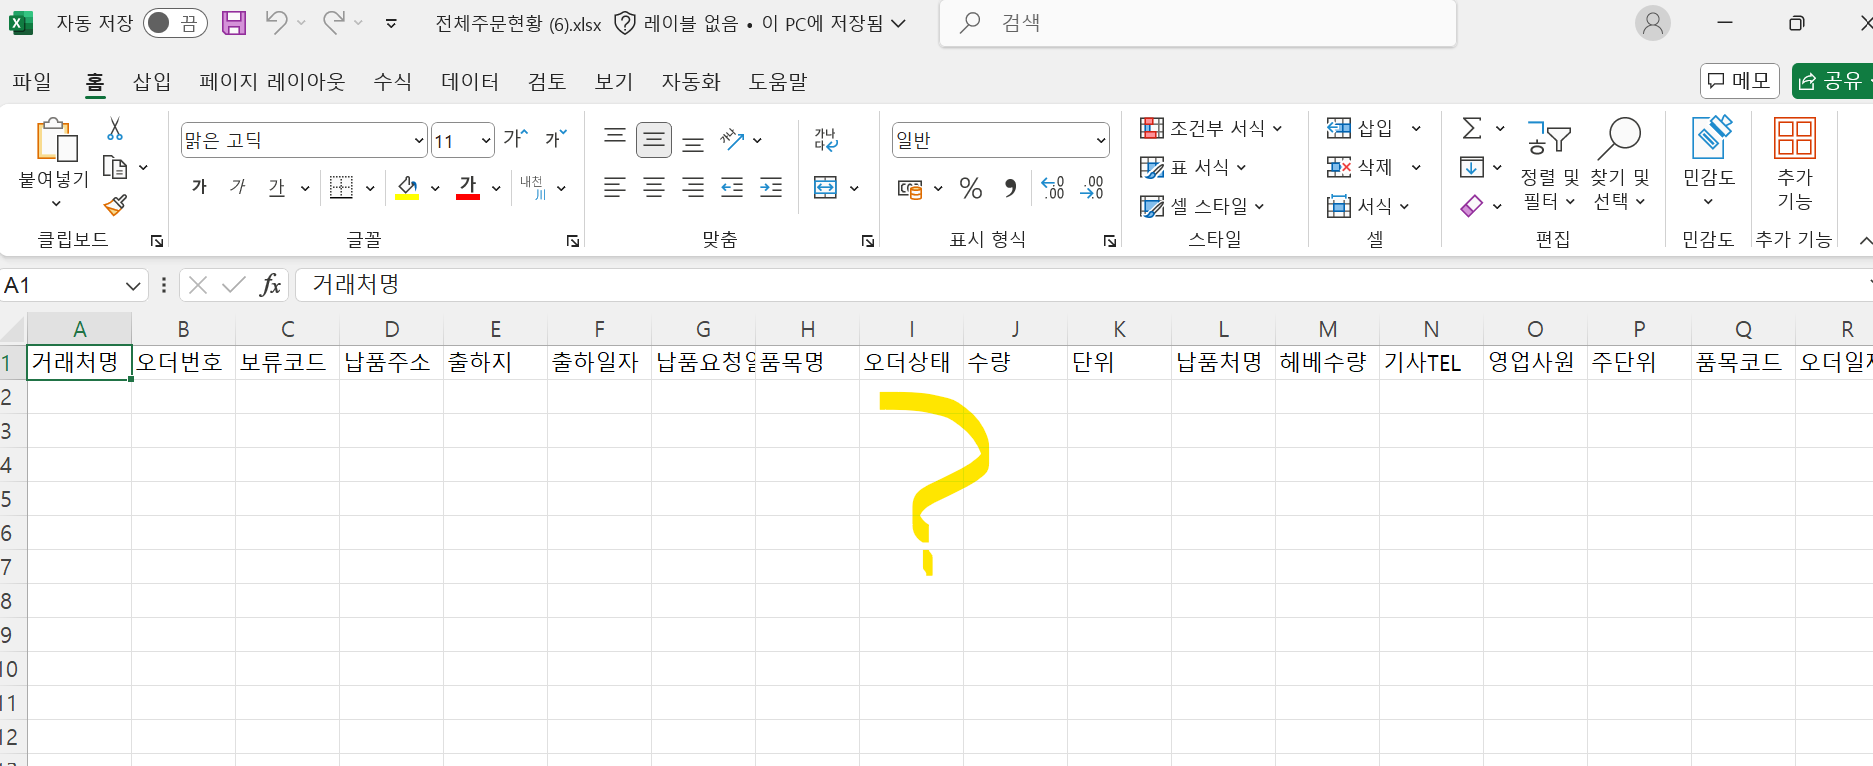 자동 저장 끔 전체주문현황 (6).xlsx 레이블 없음 • 이 PC에 저장됨 검색
파일 홈 삽입 페이지 레이아웃 수식 데이터 검토 보기 자동화 도움말 메모 공유
붙여넣기
클립보드
맑은 고딕 11 가 가
가 가 가 가 내천
글꼴
가나
다
맞춤
일반
% .00 .00
표시 형식
조건부 서식
표 서식
셀 스타일
스타일
삽입
삭제
서식
셀
정렬 및
필터
찾기 및
선택
편집
민감도
민감도
추가
기능
추가 기능
A1 fx 거래처명
A B C D E F G H I J K L M N O P Q R
1 거래처명 오더번호 보류코드 납품주소 출하지 출하일자 납품요청일 품목명 오더상태 수량 단위 납품처명 헤베수량 기사TEL 영업사원 주단위 품목코드 오더일자
2
3
4
5
6
7
8
9
10
11
12
?